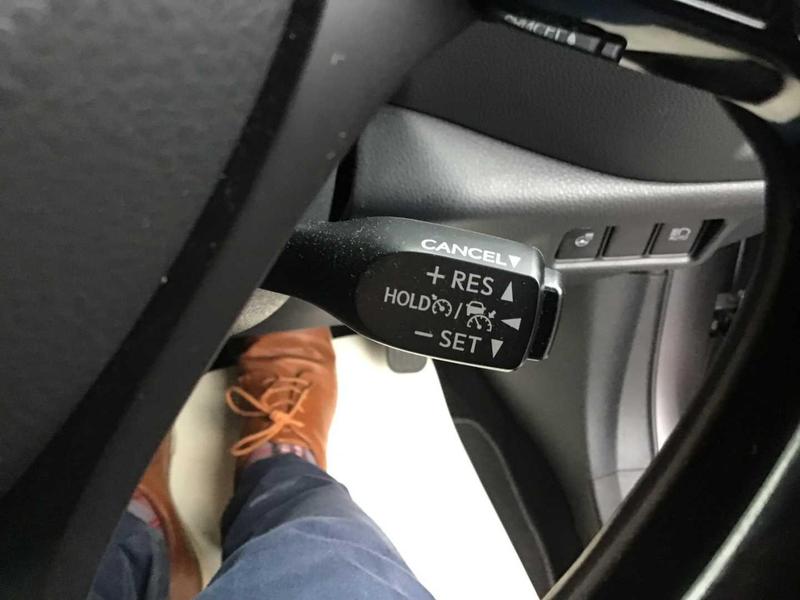 CANCEL▼
+ RES ▲
HOLD / ◀
− SET ▼